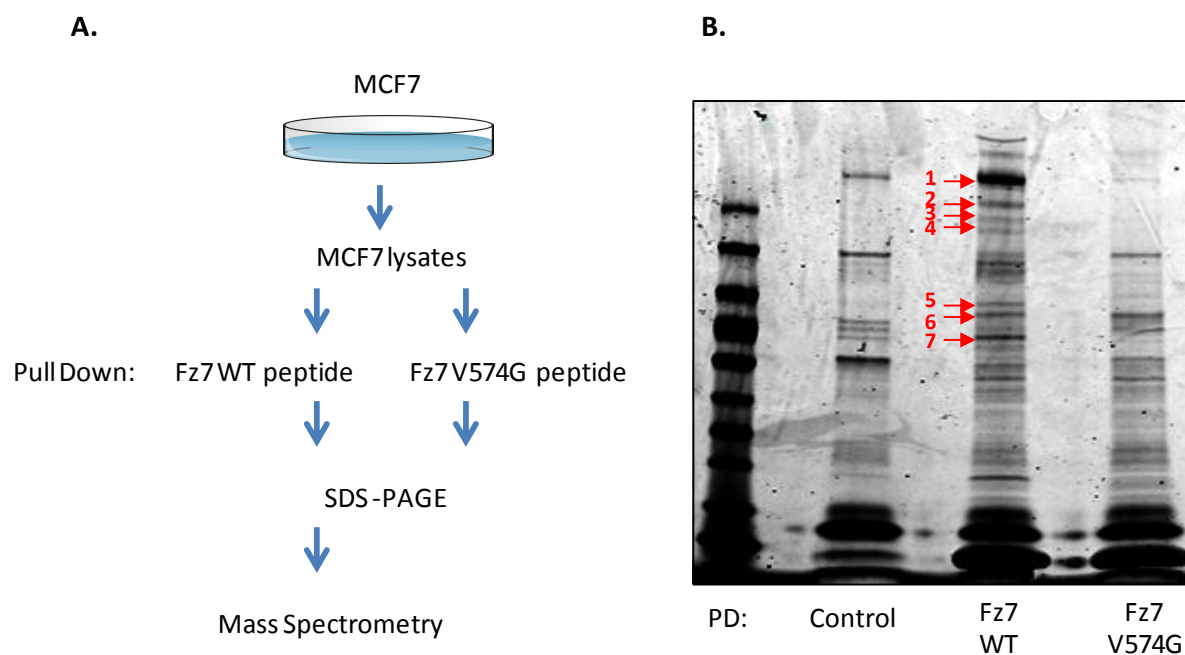 A.
MCF7
MCF7 lysates
Pull Down: Fz7 WT peptide Fz7 V574G peptide
SDS-PAGE
Mass Spectrometry
B.
1
2
3
4
5
6
7
PD: Control Fz7 WT Fz7 V574G